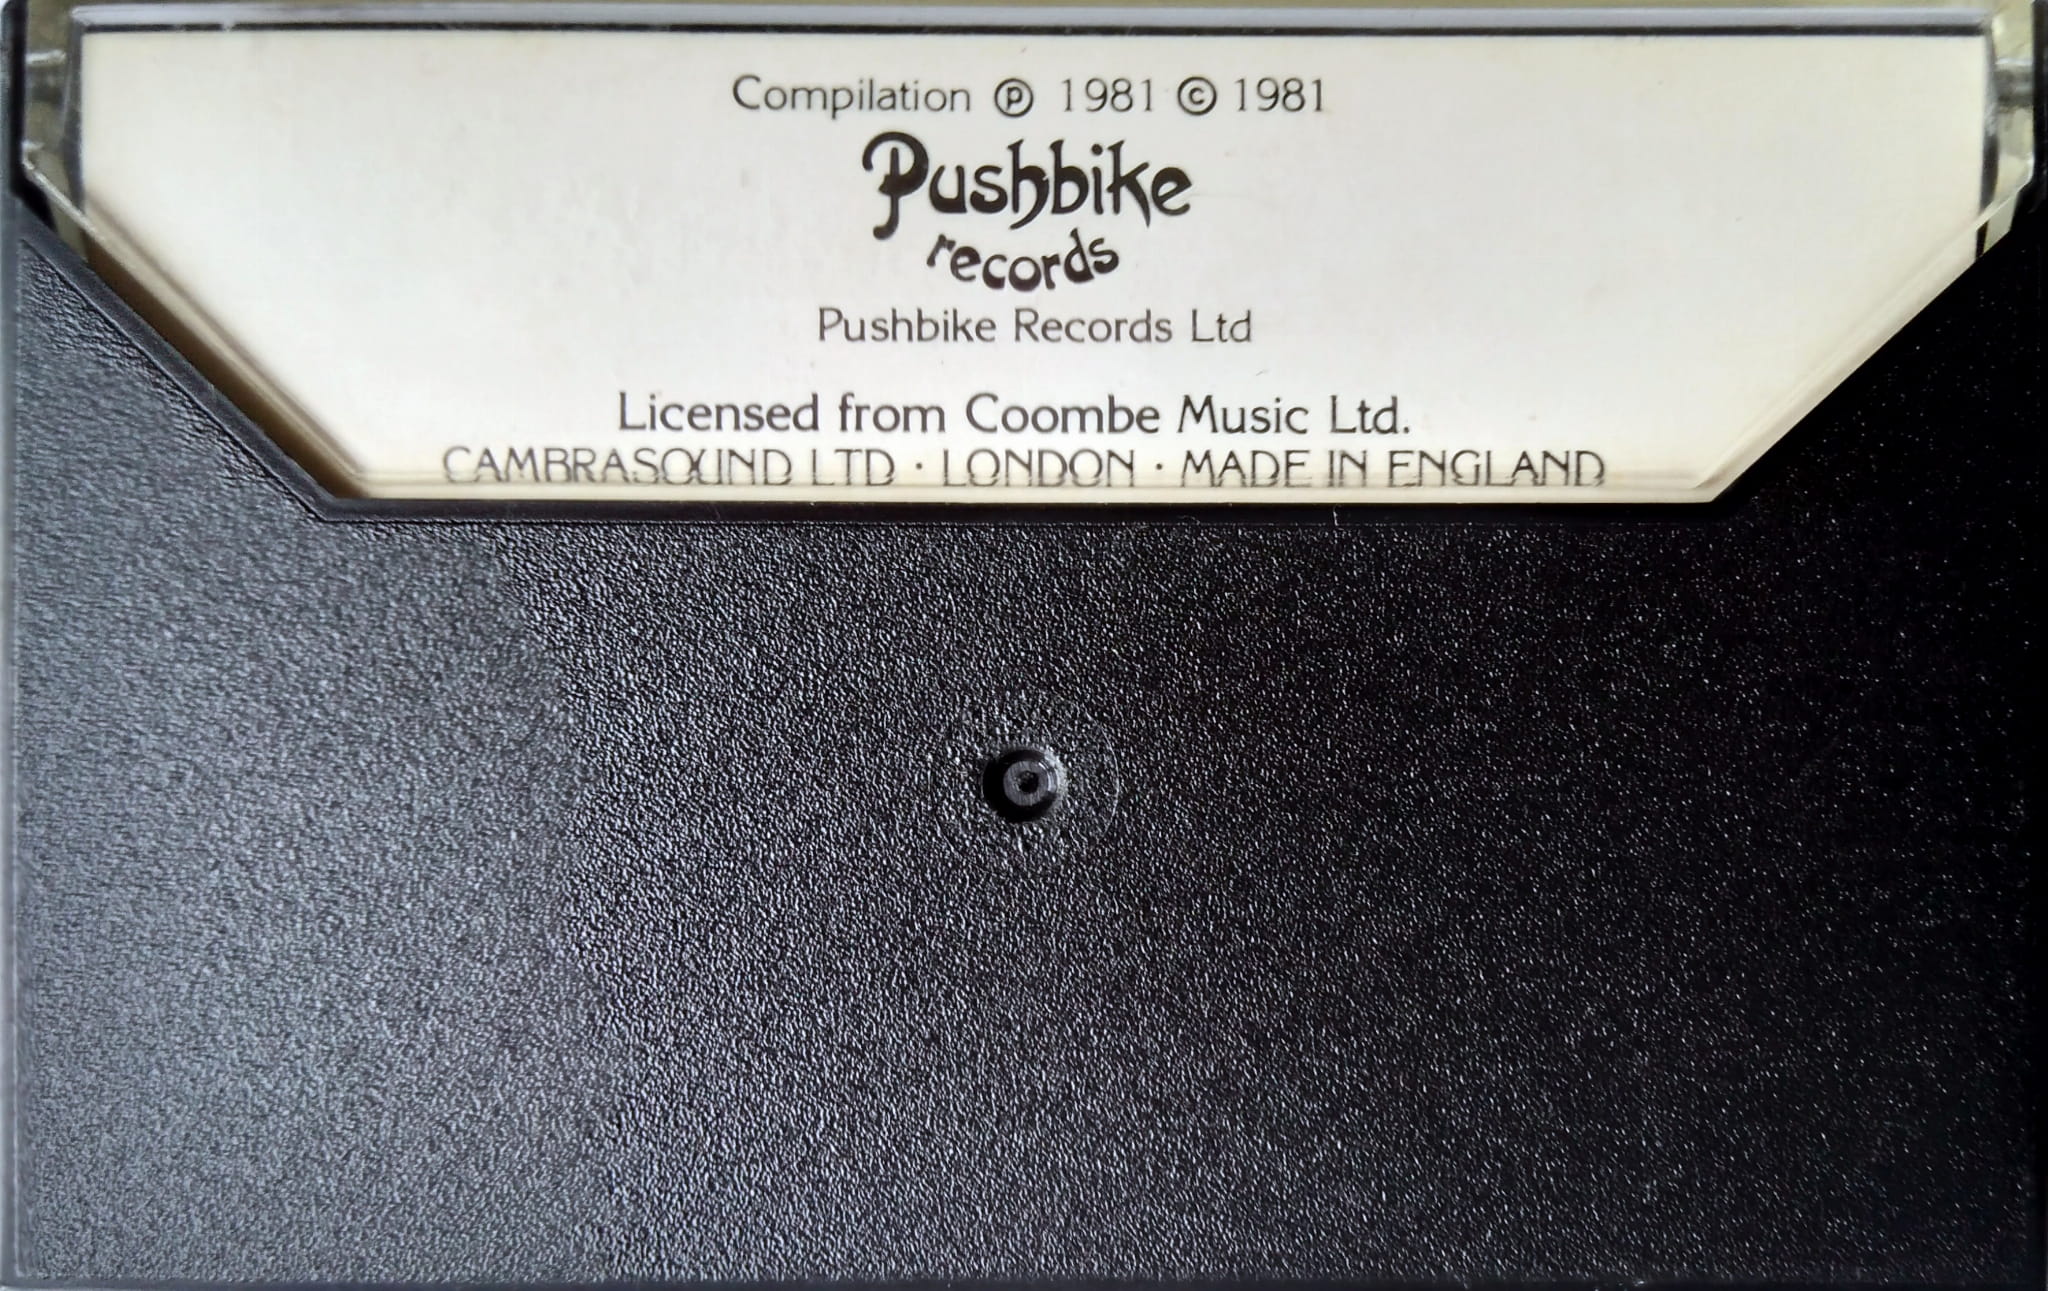 Compilation ℗ 1981 © 1981
Pushbike
records
Pushbike Records Ltd
Licensed from Coombe Music Ltd.
CAMBRASOUND LTD · LONDON · MADE IN ENGLAND